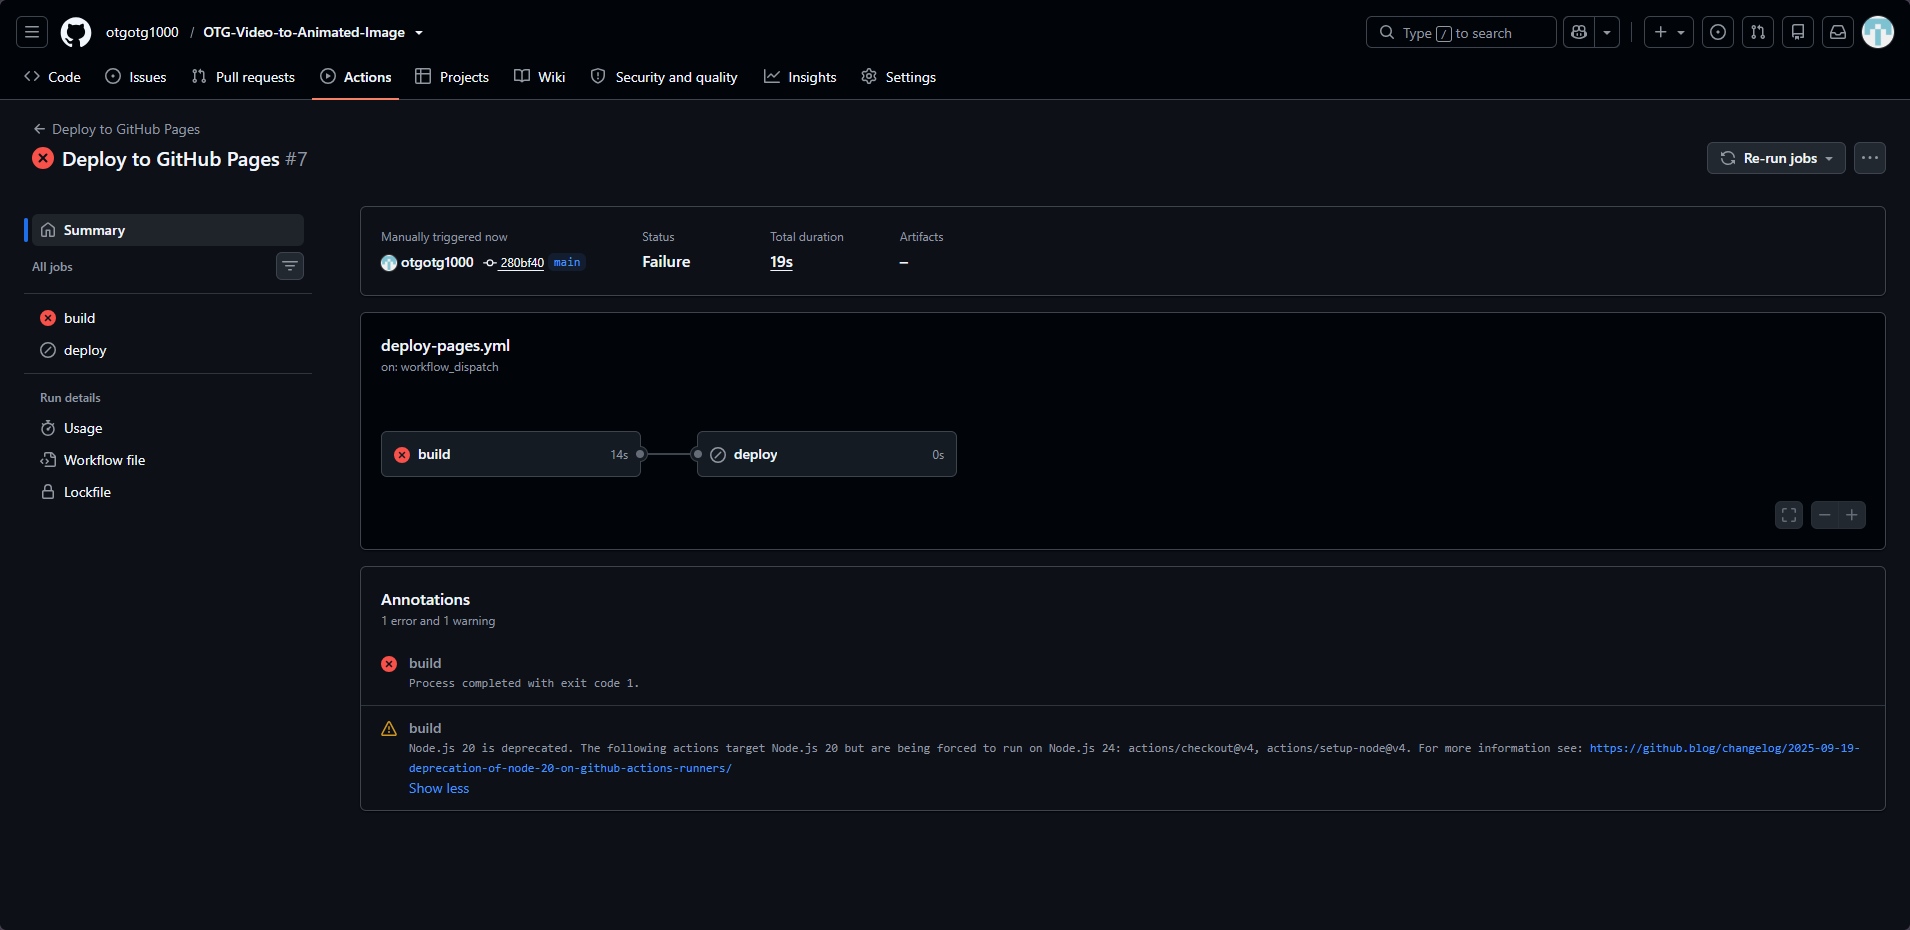 otgotg1000 / OTG-Video-to-Animated-Image
Type / to search
Code
Issues
Pull requests
Actions
Projects
Wiki
Security and quality
Insights
Settings
Deploy to GitHub Pages
Deploy to GitHub Pages #7
Re-run jobs
Summary
All jobs
build
deploy
Run details
Usage
Workflow file
Lockfile
Manually triggered now
otgotg1000 280bf40 main
Status
Failure
Total duration
19s
Artifacts
–
deploy-pages.yml
on: workflow_dispatch
build 14s
deploy 0s
Annotations
1 error and 1 warning
build
Process completed with exit code 1.
build
Node.js 20 is deprecated. The following actions target Node.js 20 but are being forced to run on Node.js 24: actions/checkout@v4, actions/setup-node@v4. For more information see: https://github.blog/changelog/2025-09-19-
deprecation-of-node-20-on-github-actions-runners/
Show less